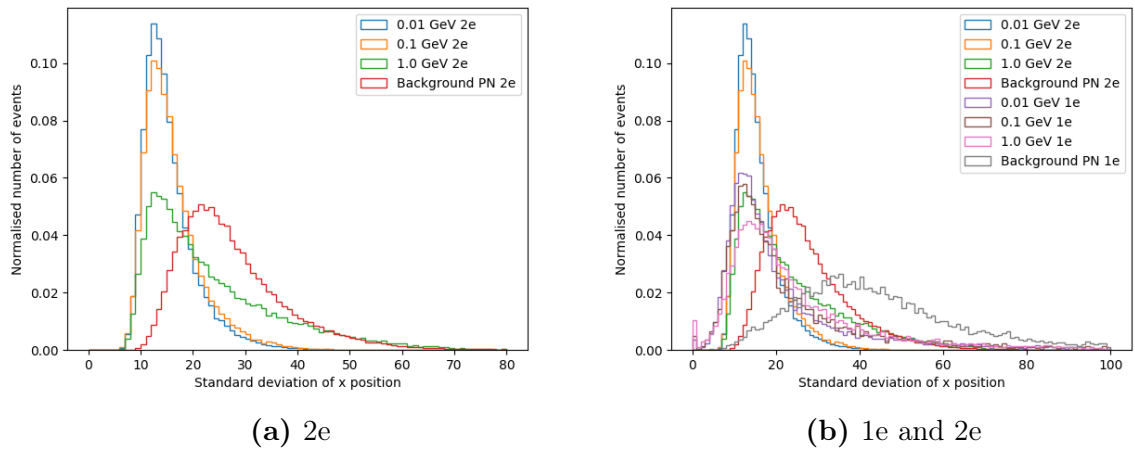 0.01 GeV 2e
0.1 GeV 2e
1.0 GeV 2e
Background PN 2e
Normalised number of events
0.10
0.08
0.06
0.04
0.02
0.00
0 10 20 30 40 50 60 70 80
Standard deviation of x position
(a) 2e
0.01 GeV 2e
0.1 GeV 2e
1.0 GeV 2e
Background PN 2e
0.01 GeV 1e
0.1 GeV 1e
1.0 GeV 1e
Background PN 1e
Normalised number of events
0.10
0.08
0.06
0.04
0.02
0.00
0 20 40 60 80 100
Standard deviation of x position
(b) 1e and 2e